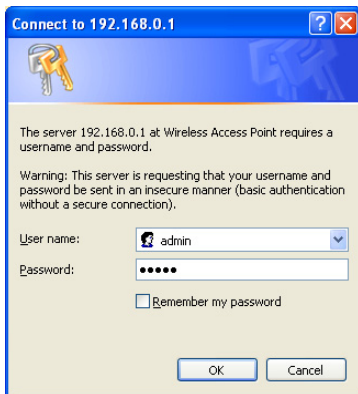 Connect to 192.168.0.1
The server 192.168.0.1 at Wireless Access Point requires a
username and password.
Warning: This server is requesting that your username and
password be sent in an insecure manner (basic authentication
without a secure connection).
User name: admin
Password: •••••
Remember my password
OK Cancel